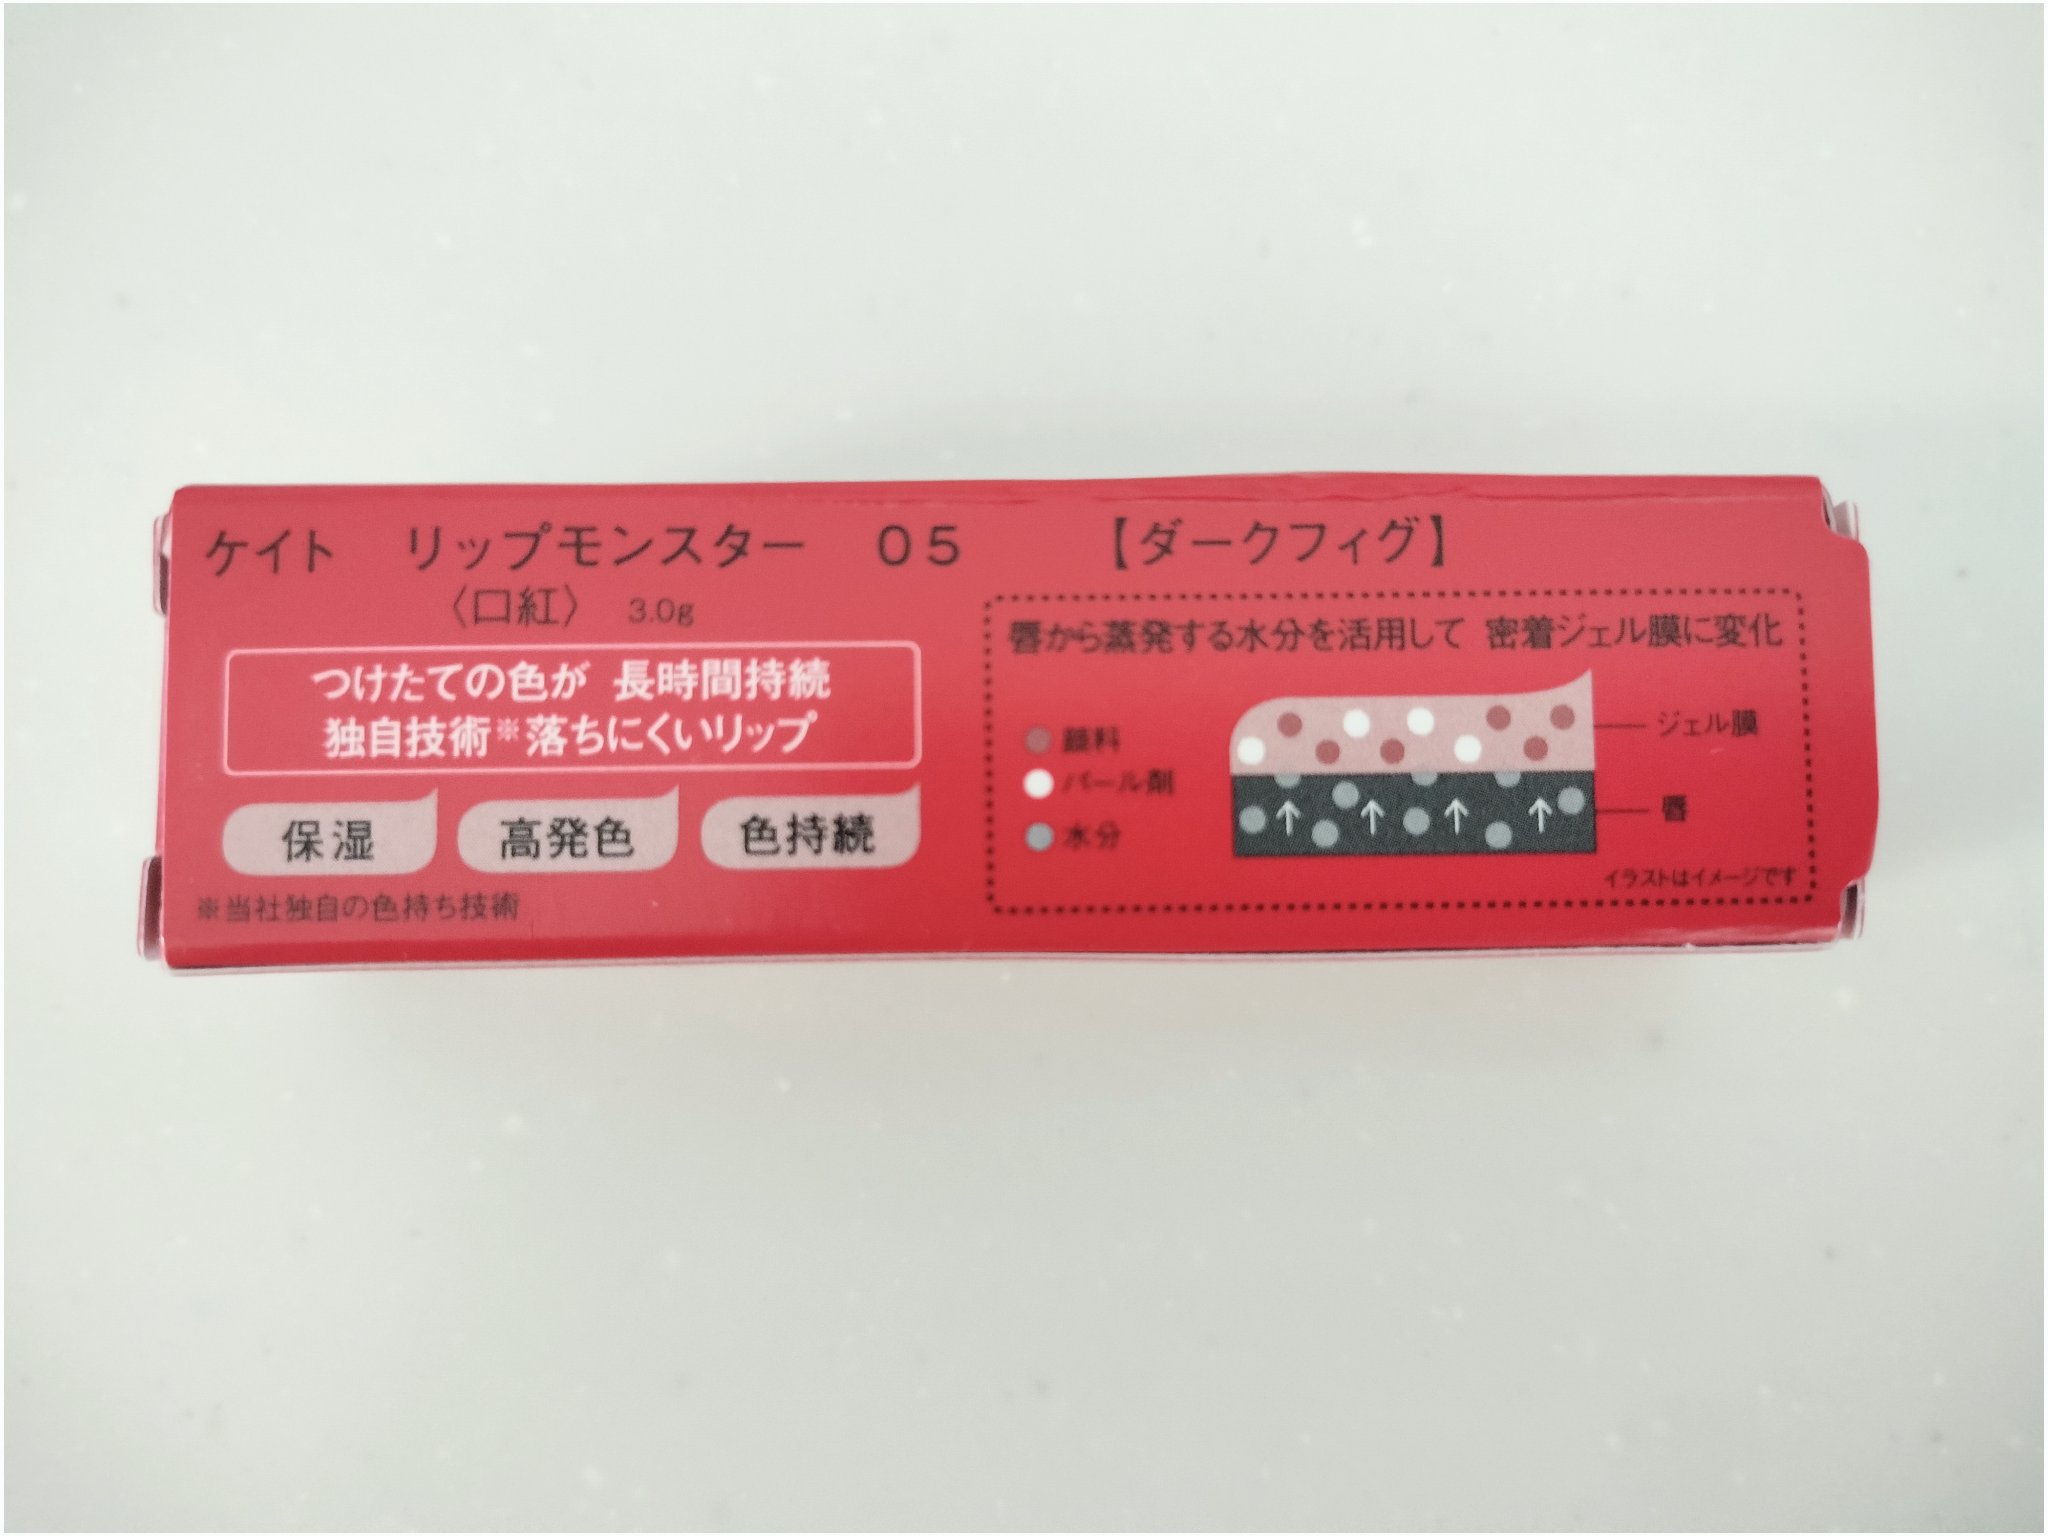 ケイト　リップモンスター　05　【ダークフィグ】
〈口紅〉 3.0g
つけたての色が 長時間持続
独自技術※落ちにくいリップ
保湿
高発色
色持続
※当社独自の色持ち技術
唇から蒸発する水分を活用して 密着ジェル膜に変化
顔料
パール剤
水分
ジェル膜
唇
イラストはイメージです